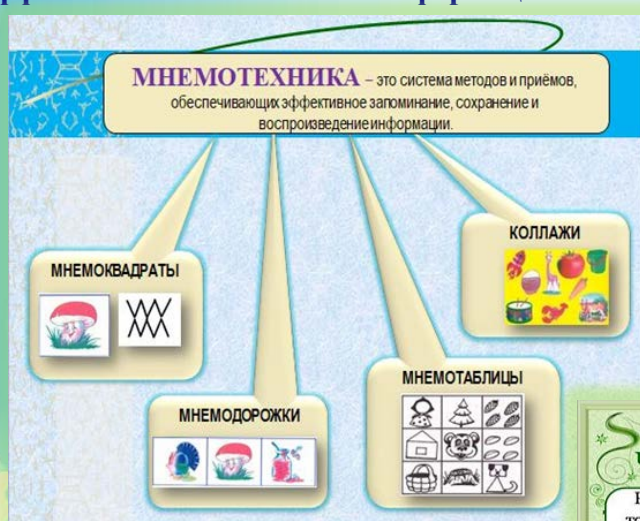 МНЕМОТЕХНИКА – это система методов и приёмов,
обеспечивающих эффективное запоминание, сохранение и
воспроизведение информации.
КОЛЛАЖИ
МНЕМОКВАДРАТЫ
МНЕМОТАБЛИЦЫ
МНЕМОДОРОЖКИ